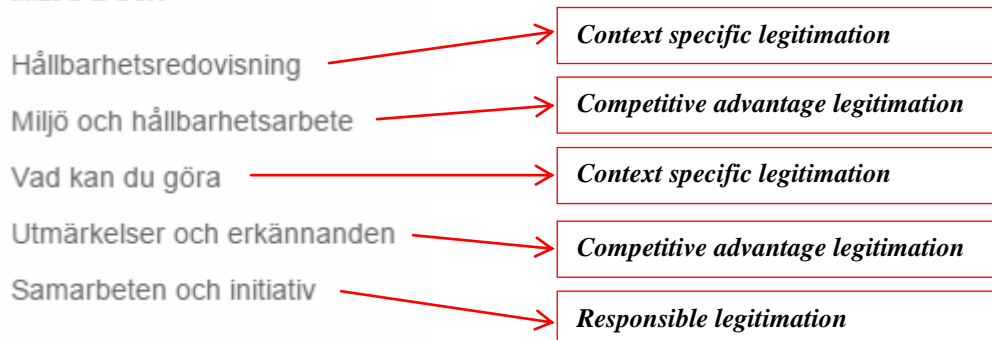 Hållbarhetsredovisning
Context specific legitimation
Miljö och hållbarhetsarbete
Competitive advantage legitimation
Vad kan du göra
Context specific legitimation
Utmärkelser och erkännanden
Competitive advantage legitimation
Samarbeten och initiativ
Responsible legitimation